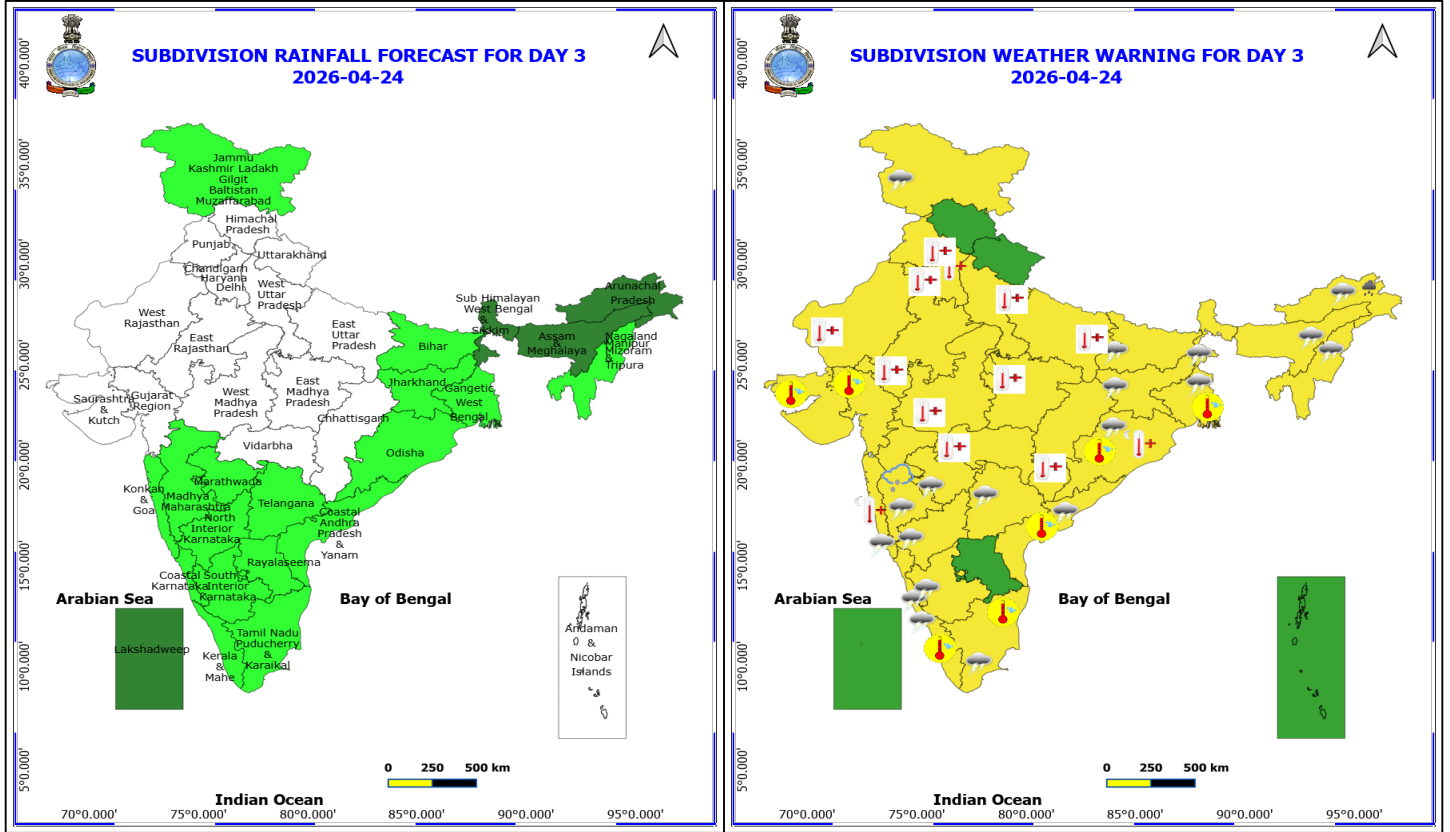 SUBDIVISION RAINFALL FORECAST FOR DAY 3
2026-04-24
40°0.000'
35°0.000'
30°0.000'
25°0.000'
20°0.000'
15°0.000'
10°0.000'
5°0.000'
Jammu
Kashmir Ladakh
Gilgit
Baltistan
Muzaffarabad
Himachal
Pradesh
Punjab
Uttarakhand
Chandigarh
Haryana
Delhi
West
Uttar
Pradesh
West
Rajasthan
East
Rajasthan
East
Uttar
Pradesh
Sub Himalayan
West Bengal
&
Sikkim
Arunachal
Pradesh
Assam
&
Meghalaya
Nagaland
Manipur
Mizoram
&
Tripura
Bihar
Jharkhand
Gangetic
West
Bengal
Saurashtra
&
Kutch
Gujarat
Region
West
Madhya
Pradesh
East
Madhya
Pradesh
Chhattisgarh
Vidarbha
Odisha
Konkan
&
Goa
Madhya
Maharashtra
Marathwada
Telangana
North
Interior
Karnataka
Coastal
Andhra
Pradesh
&
Yanam
Rayalaseema
Coastal
Karnataka
South
Interior
Karnataka
Tamil Nadu
Puducherry
&
Karaikal
Kerala
&
Mahe
Lakshadweep
Andaman
&
Nicobar
Islands
Arabian Sea
Bay of Bengal
Indian Ocean
0 250 500 km
70°0.000' 75°0.000' 80°0.000' 85°0.000' 90°0.000' 95°0.000'
SUBDIVISION WEATHER WARNING FOR DAY 3
2026-04-24
40°0.000'
35°0.000'
30°0.000'
25°0.000'
20°0.000'
15°0.000'
10°0.000'
5°0.000'
Arabian Sea
Bay of Bengal
Indian Ocean
0 250 500 km
70°0.000' 75°0.000' 80°0.000' 85°0.000' 90°0.000' 95°0.000'